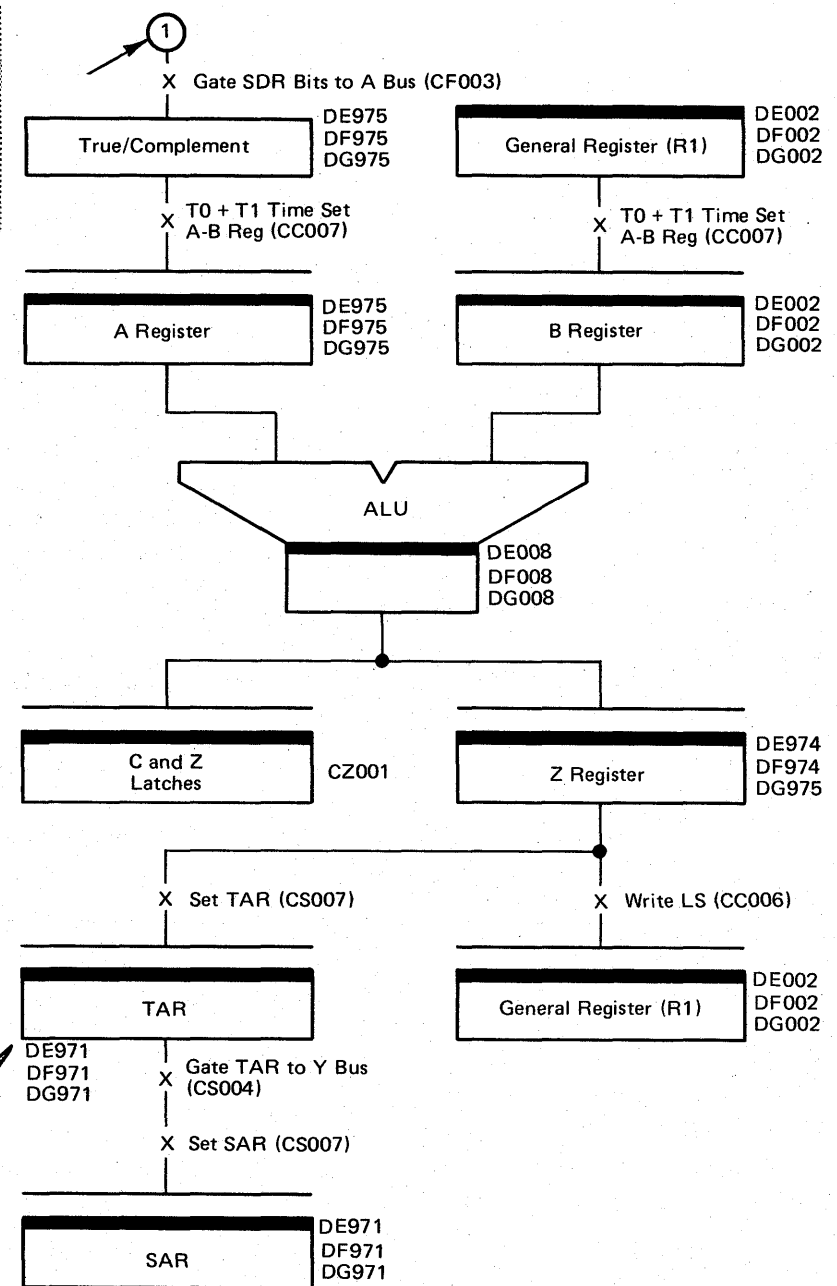 1
X Gate SDR Bits to A Bus (CF003)
True/Complement
DE975
DF975
DG975
General Register (R1)
DE002
DF002
DG002
X T0 + T1 Time Set
A-B Reg (CC007)
X T0 + T1 Time Set
A-B Reg (CC007)
A Register
DE975
DF975
DG975
B Register
DE002
DF002
DG002
ALU
DE008
DF008
DG008
C and Z
Latches
CZ001
Z Register
DE974
DF974
DG975
X Set TAR (CS007)
X Write LS (CC006)
TAR
DE971
DF971
DG971
General Register (R1)
DE002
DF002
DG002
X Gate TAR to Y Bus
(CS004)
X Set SAR (CS007)
SAR
DE971
DF971
DG971